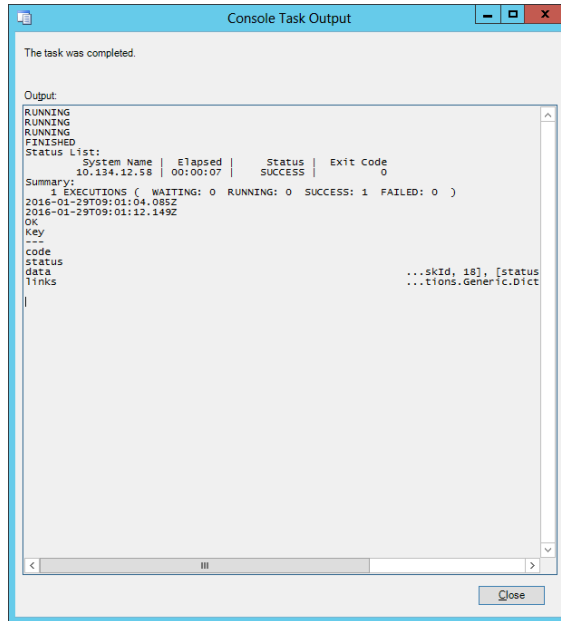 Console Task Output
The task was completed.
Output:
RUNNING
RUNNING
RUNNING
FINISHED
Status List:
System Name | Elapsed | Status | Exit Code
10.134.12.58 | 00:00:07 | SUCCESS | 0
Summary:
1 EXECUTIONS ( WAITING: 0 RUNNING: 0 SUCCESS: 1 FAILED: 0 )
2016-01-29T09:01:04.085Z
2016-01-29T09:01:12.149Z
OK
Key
---
code
status
data ...skId, 18], [status
links ...tions.Generic.Dict
Close